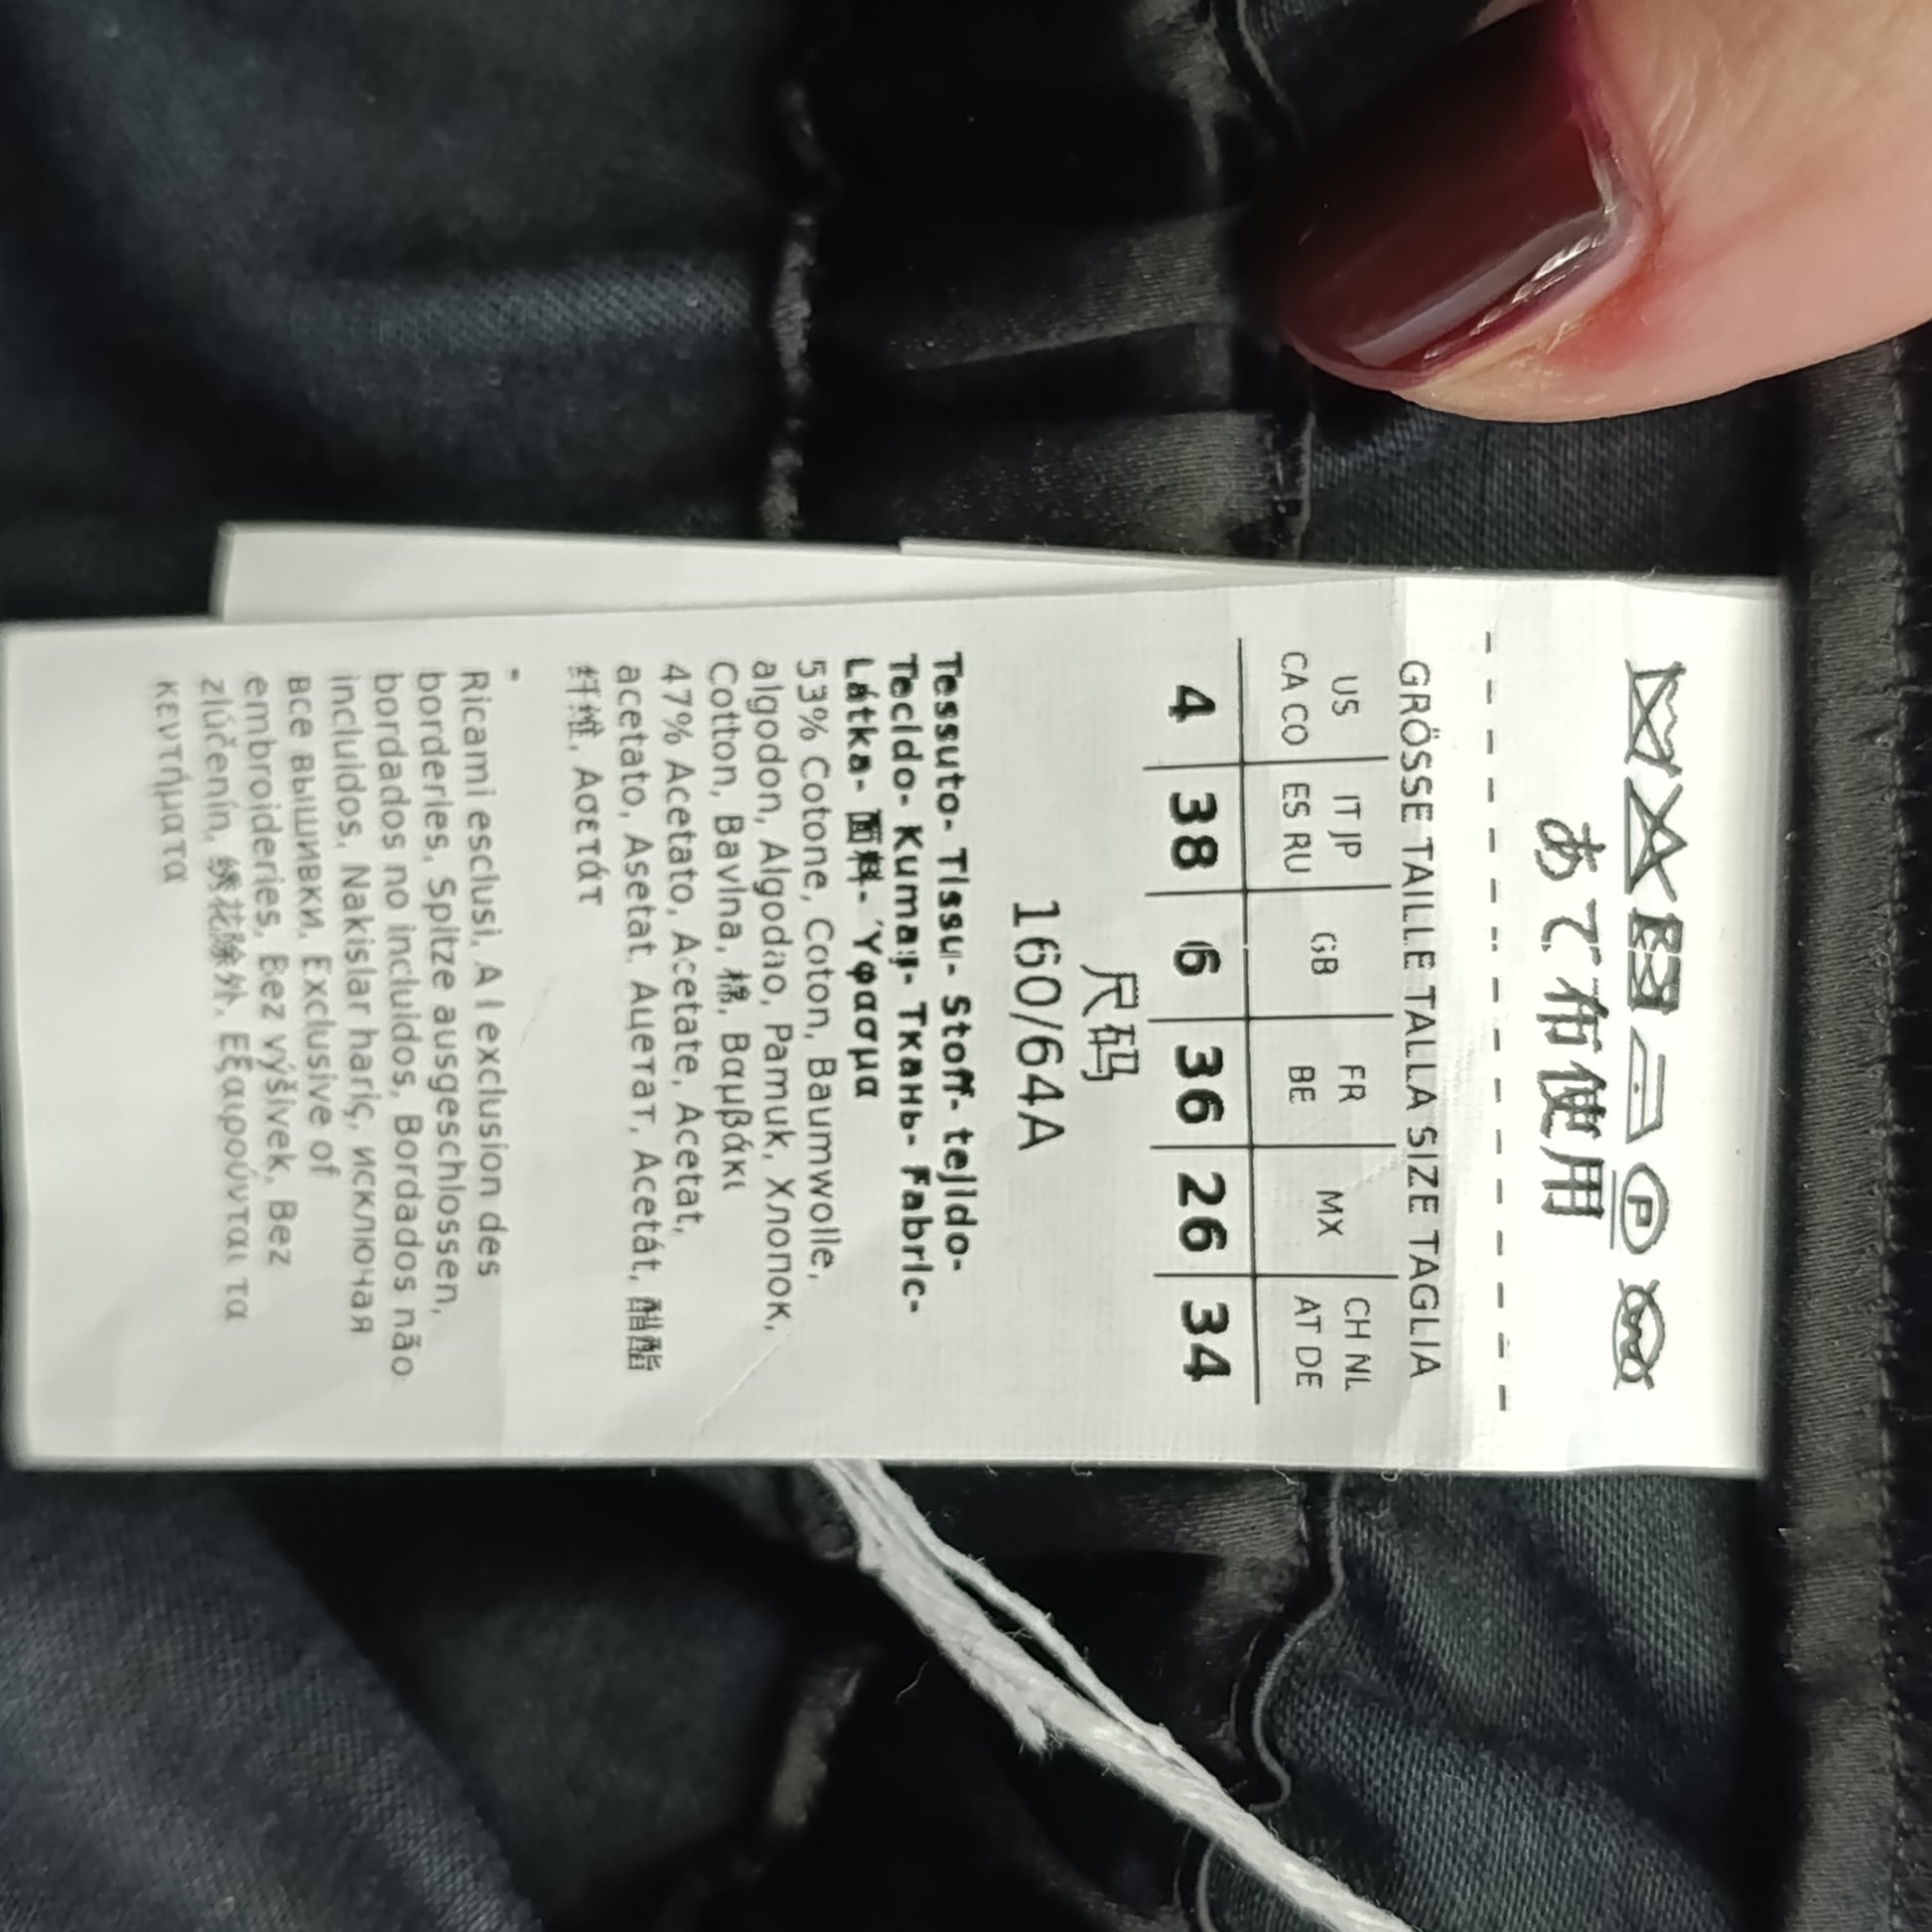 あて布使用
GRÖSSE TAILLE TALLA SIZE TAGLIA
US IT JP GB FR MX CH NL
CA CO ES RU BE AT DE
4 38 6 36 26 34
尺码
160/64A
Tessuto- Tissu- Stoff- tejido-
Tecido- Kumaş- Ткань- Fabric-
Látka- 面料- Ύφασμα
53% Cotone, Coton, Baumwolle,
algodon, Algodao, Pamuk, Хлопок,
Cotton, Bavlna, 棉, Βαμβάκι
47% Acetato, Acetate, Acetat,
acetato, Asetat, Ацетат, Acetát, 醋酯
纤维, Ασετάτ
-
Ricami esclusi, A l exclusion des
borderies, Spitze ausgeschlossen,
bordados no incluidos, Bordados não
incluidos, Nakislar hariç, исключая
все вышивки, Exclusive of
embroideries, Bez výšivek, Bez
zlúčenín, 绣花除外, Εξαιρούνται τα
κεντήματα